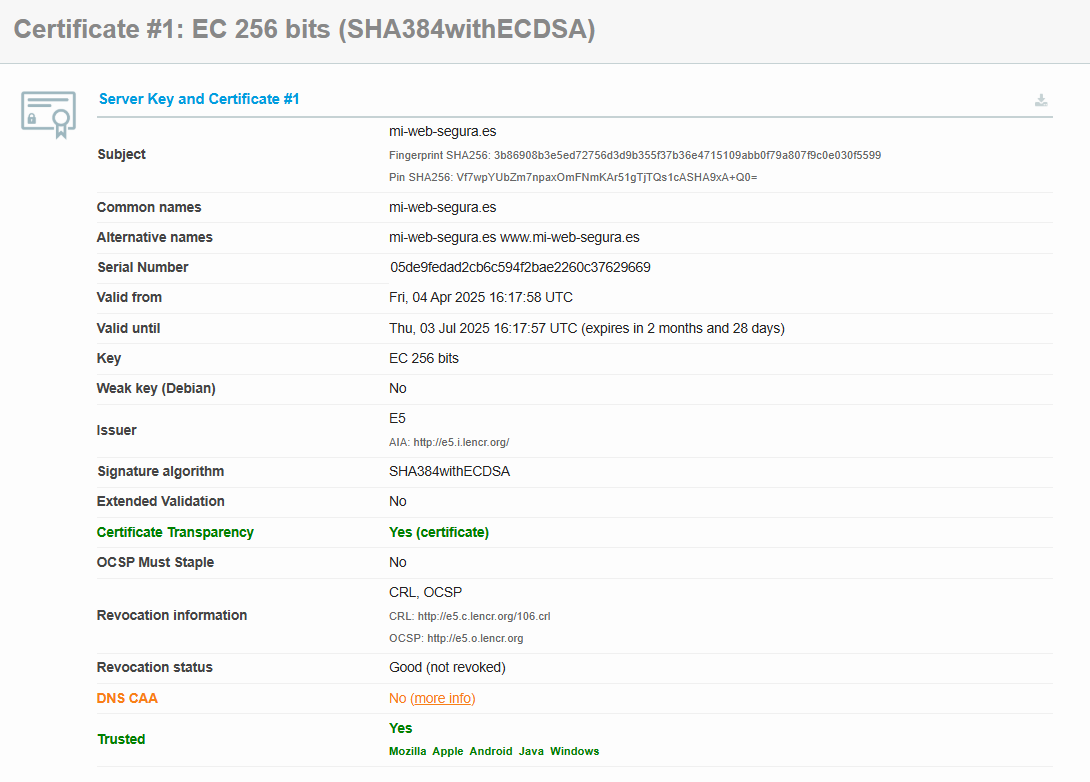 Certificate #1: EC 256 bits (SHA384withECDSA)
Server Key and Certificate #1
Subject
mi-web-segura.es
Fingerprint SHA256: 3b86908b3e5ed72756d3d9b355f37b36e4715109abb0f79a807f9c0e030f5599
Pin SHA256: Vf7wpYUbZm7npaxOmFNmKAr51gTjTQs1cASHA9xA+Q0=
Common names mi-web-segura.es
Alternative names mi-web-segura.es www.mi-web-segura.es
Serial Number 05de9fedad2cb6c594f2bae2260c37629669
Valid from Fri, 04 Apr 2025 16:17:58 UTC
Valid until Thu, 03 Jul 2025 16:17:57 UTC (expires in 2 months and 28 days)
Key EC 256 bits
Weak key (Debian) No
Issuer
E5
AIA: http://e5.i.lencr.org/
Signature algorithm SHA384withECDSA
Extended Validation No
Certificate Transparency Yes (certificate)
OCSP Must Staple No
Revocation information
CRL, OCSP
CRL: http://e5.c.lencr.org/106.crl
OCSP: http://e5.o.lencr.org
Revocation status Good (not revoked)
DNS CAA No (more info)
Trusted
Yes
Mozilla Apple Android Java Windows